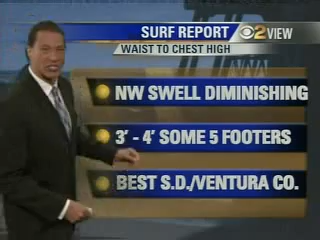 SURF REPORT
2 VIEW
WAIST TO CHEST HIGH
NW SWELL DIMINISHING
3' - 4' SOME 5 FOOTERS
BEST S.D./VENTURA CO.